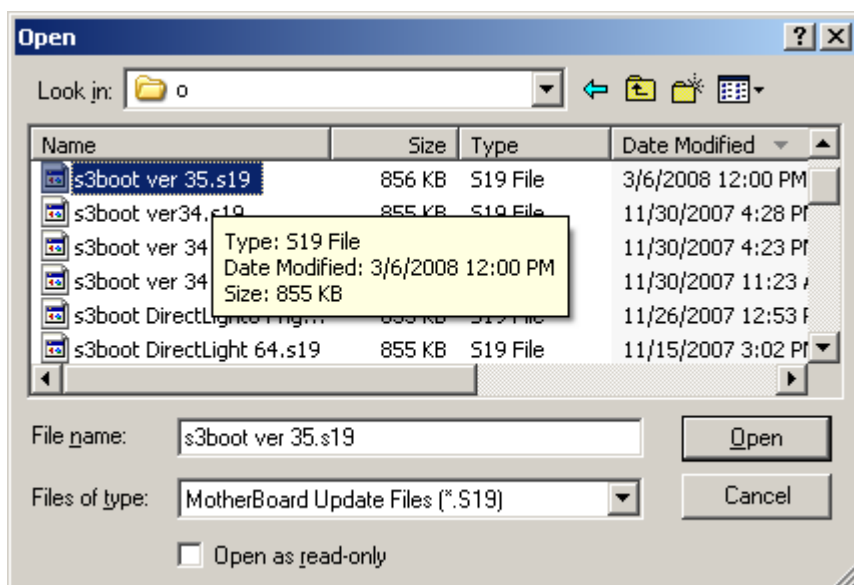 Open
Look in: o
Name Size Type Date Modified
s3boot ver 35.s19 856 KB S19 File 3/6/2008 12:00 PM
s3boot ver34.s19 855 KB S19 File 11/30/2007 4:28
s3boot ver 34 11/30/2007 4:23
Type: S19 File
Date Modified: 3/6/2008 12:00 PM
Size: 855 KB
s3boot ver 34 11/30/2007 11:23
s3boot 11/26/2007 12:53
s3boot DirectLight 64.s19 855 KB S19 File 11/15/2007 3:02
File name: s3boot ver 35.s19 Open
Files of type: MotherBoard Update Files (*.S19) Cancel
Open as read-only